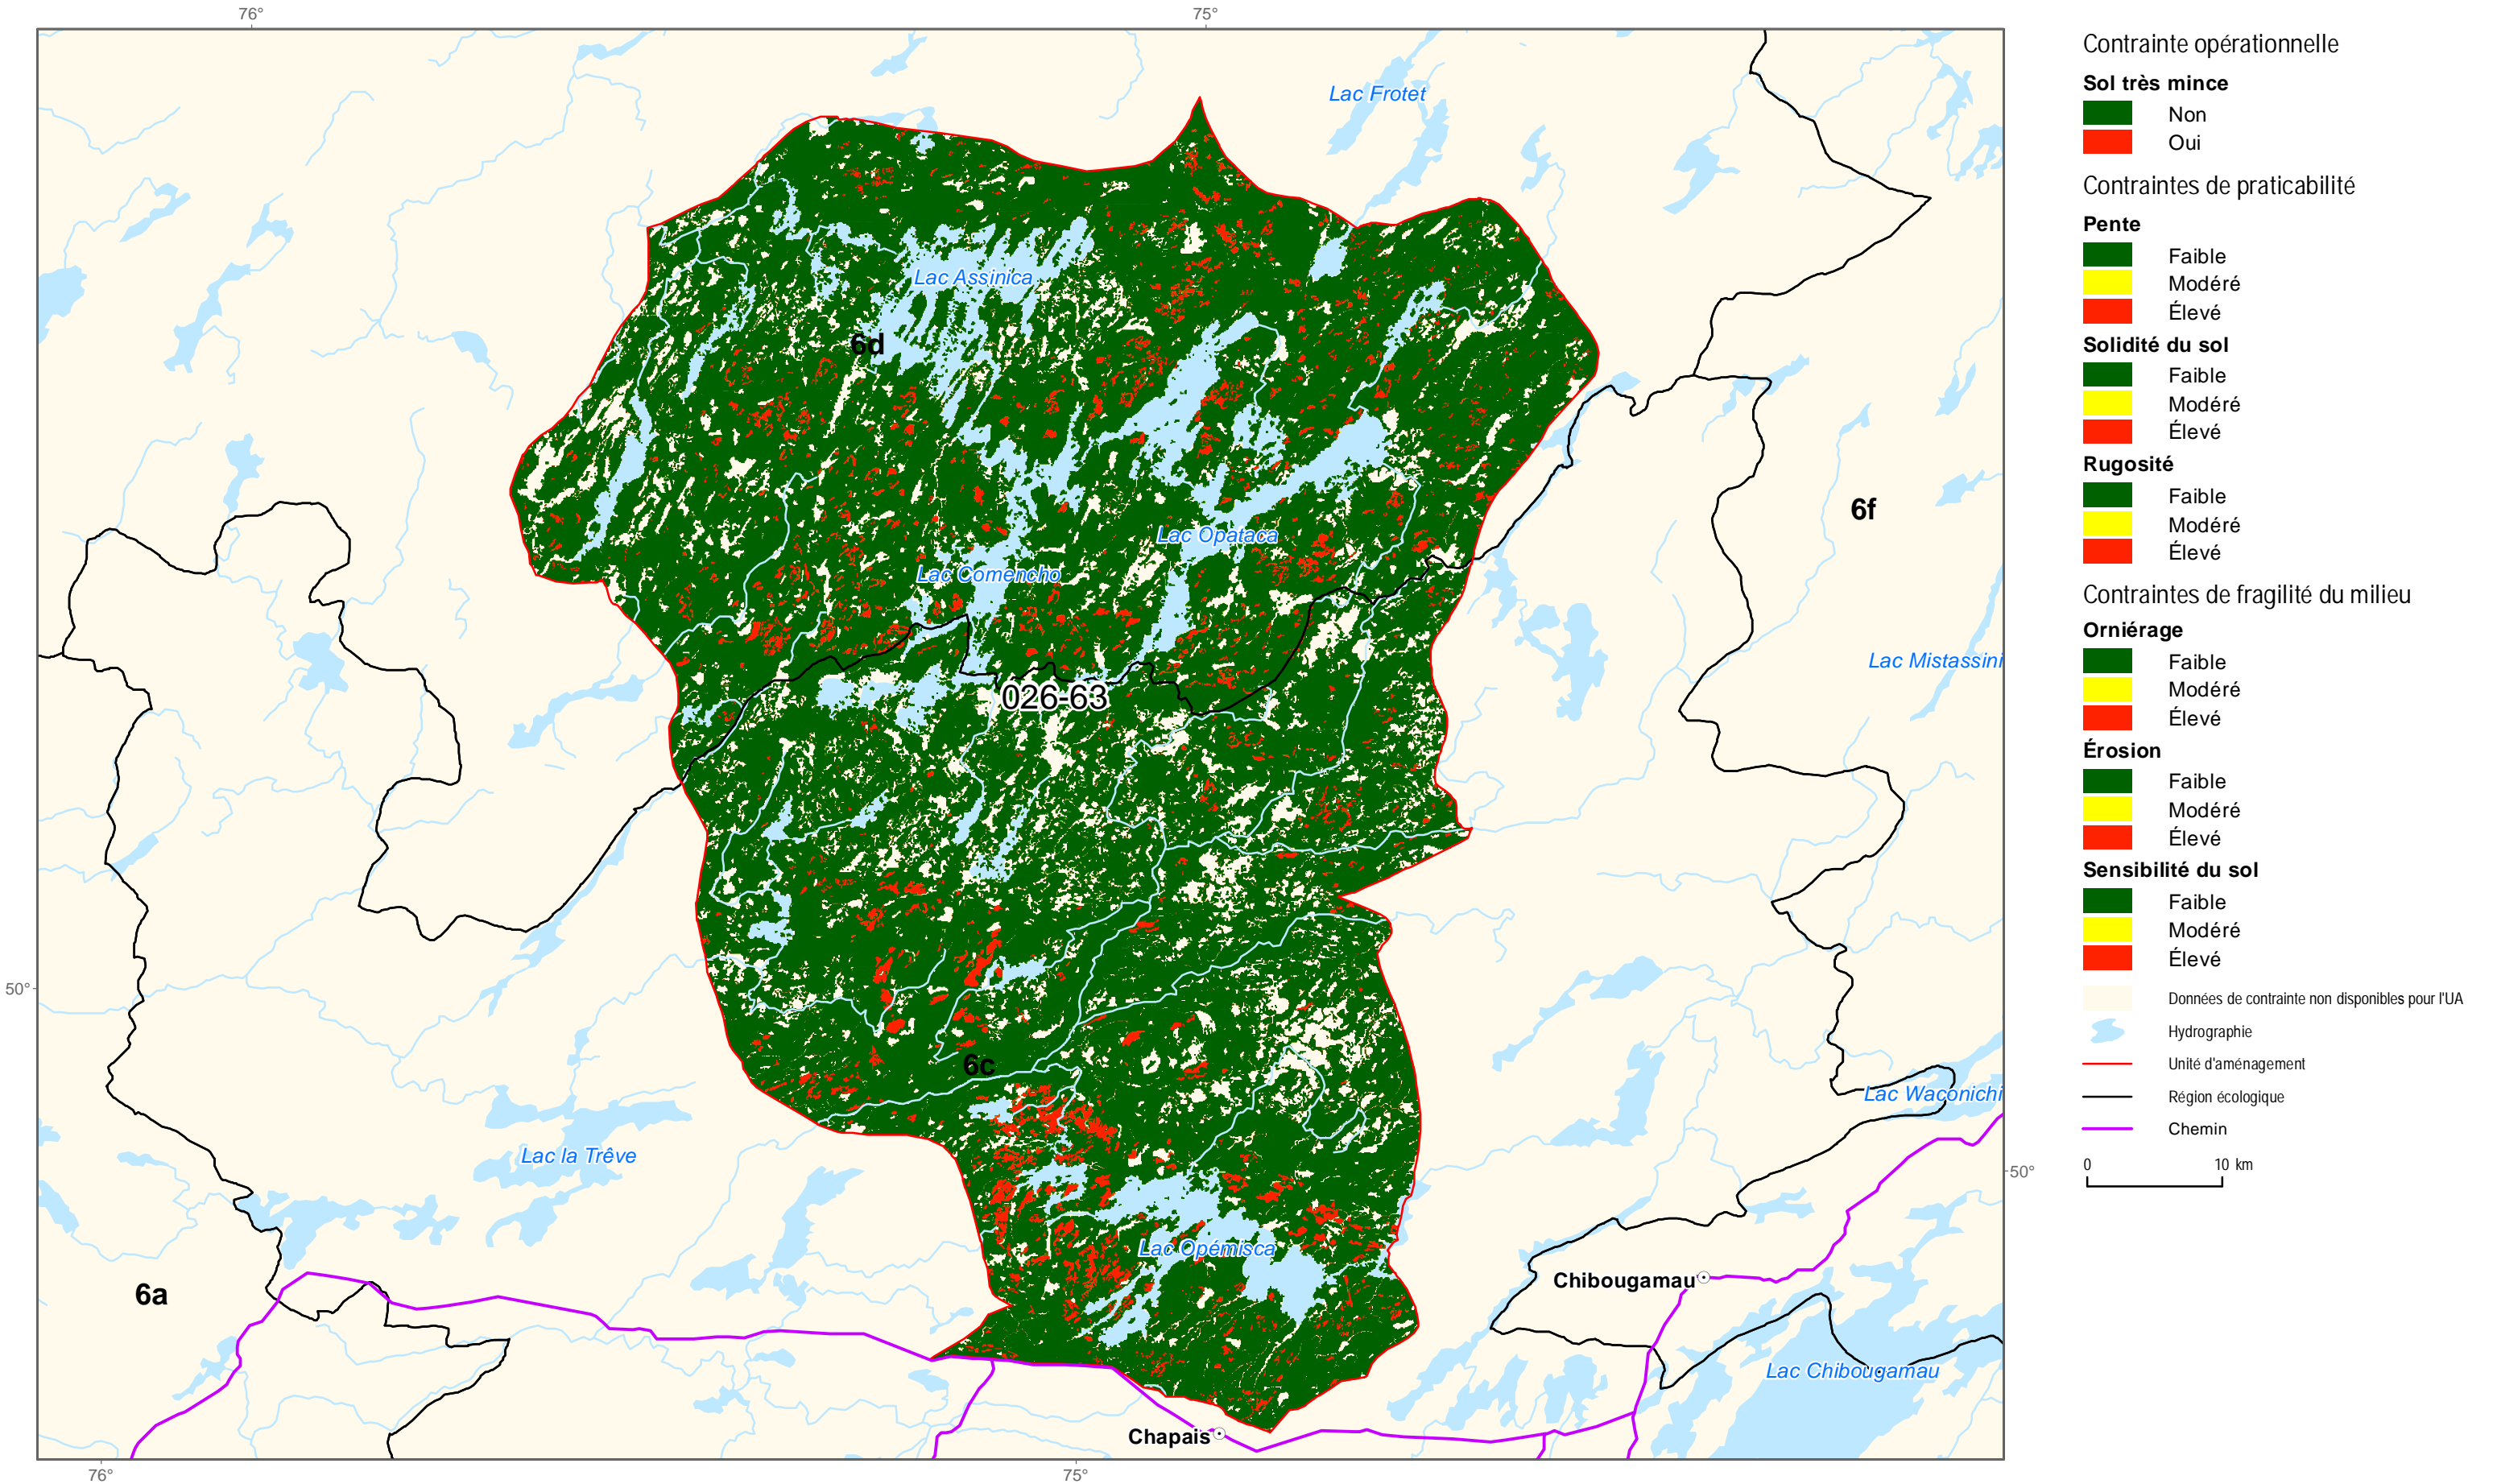 76°
75°
Lac Frotet
Lac Assinica
6d
6f
Lac Opataca
Lac Comencho
Lac Mistassini
026-63
50°
6c
Lac Waconichi
Lac la Trêve
50°
Lac Opémisca
6a
Chibougamau
Lac Chibougamau
Chapais
76°
75°
Contrainte opérationnelle
Sol très mince
Non
Oui
Contraintes de praticabilité
Pente
Faible
Modéré
Élevé
Solidité du sol
Faible
Modéré
Élevé
Rugosité
Faible
Modéré
Élevé
Contraintes de fragilité du milieu
Orniérage
Faible
Modéré
Élevé
Érosion
Faible
Modéré
Élevé
Sensibilité du sol
Faible
Modéré
Élevé
Données de contrainte non disponibles pour l'UA
Hydrographie
Unité d'aménagement
Région écologique
Chemin
0 10 km